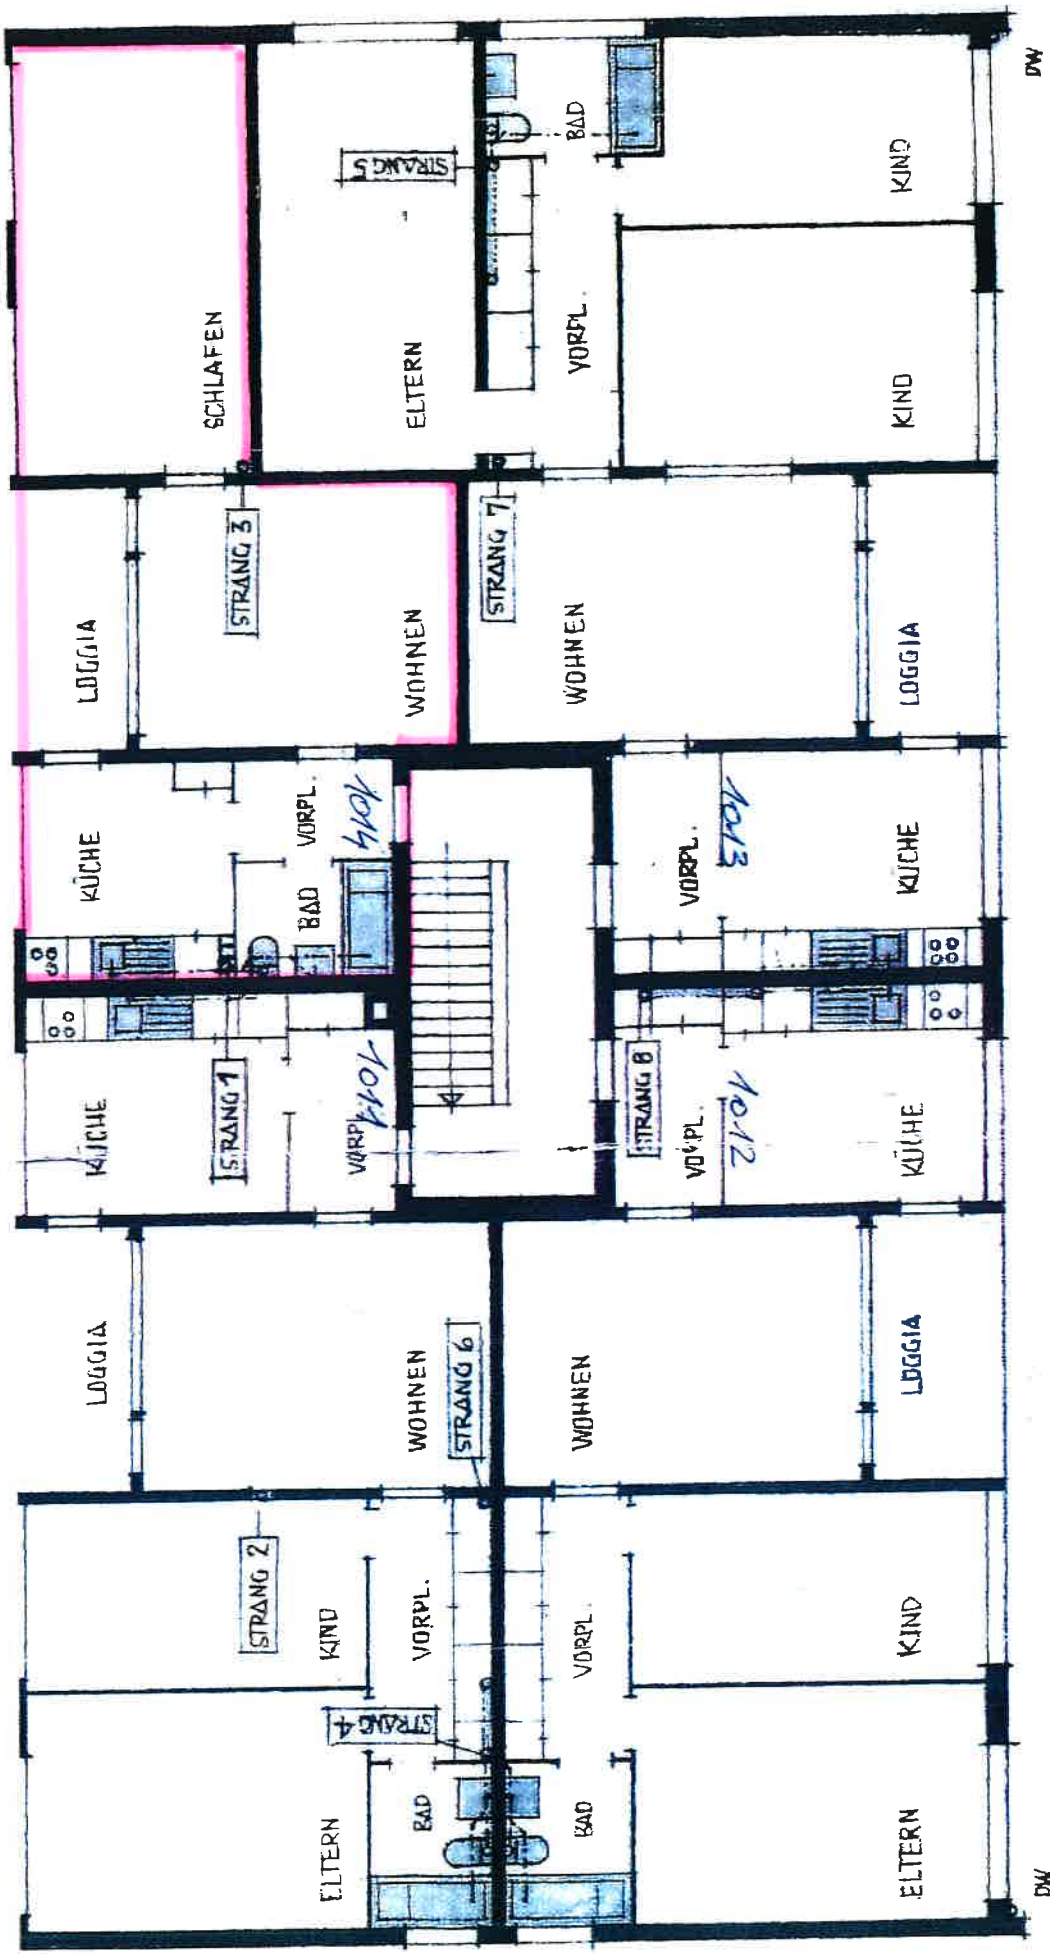 SCHLAFEN
STRANG 5
ELTERN
BAD
VORPL.
KIND
KIND
DW
LOGGIA
STRANG 3
WOHNEN
STRANG 7
WOHNEN
LOGGIA
KÜCHE
VORPL.
1014
BAD
VORPL.
1013
KÜCHE
KÜCHE
STRANG 1
VORPL
1011
STRANG 8
VORPL.
1012
KÜCHE
LOGGIA
WOHNEN
STRANG 6
WOHNEN
LOGGIA
STRANG 2
KIND
VORPL.
VORPL.
KIND
STRANG 4
ELTERN
BAD
BAD
ELTERN
DW